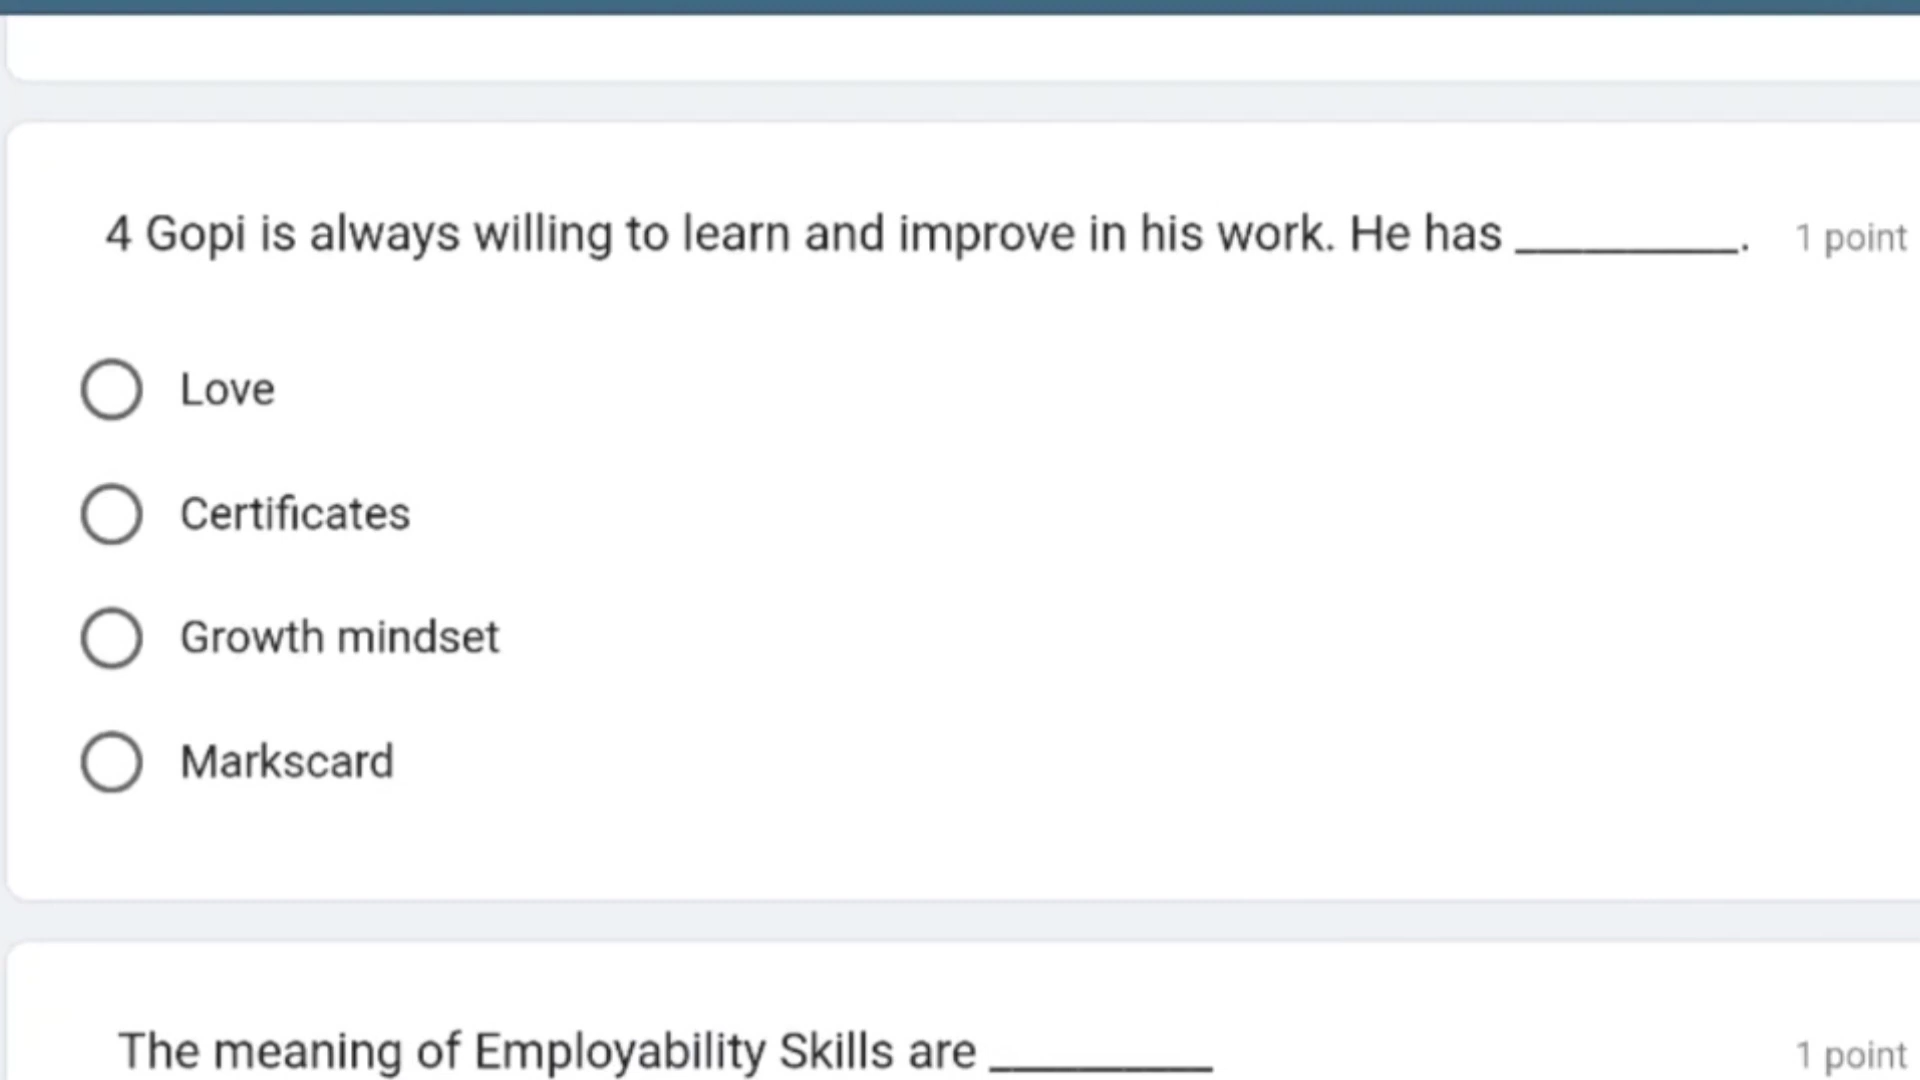 4 Gopi is always willing to learn and improve in his work. He has _________. 1 point
Love
Certificates
Growth mindset
Markscard
The meaning of Employability Skills are _________ 1 point